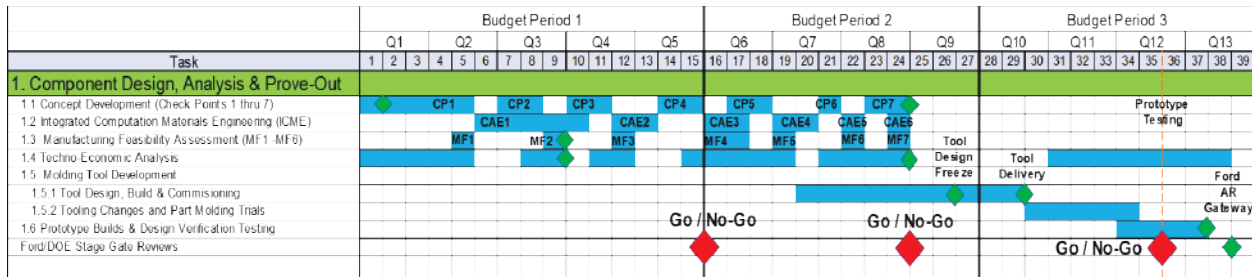 Budget Period 1 Budget Period 2 Budget Period 3
Q1 Q2 Q3 Q4 Q5 Q6 Q7 Q8 Q9 Q10 Q11 Q12 Q13
Task 1 2 3 4 5 6 7 8 9 10 11 12 13 14 15 16 17 18 19 20 21 22 23 24 25 26 27 28 29 30 31 32 33 34 35 36 37 38 39
1. Component Design, Analysis & Prove-Out
1.1 Concept Development (Check Points 1 thru 7) CP1 CP2 CP3 CP4 CP5 CP6 CP7 Prototype
1.2 Integrated Computation Materials Engineering (ICME) CAE1 CAE2 CAE3 CAE4 CAE5 CAE6 Testing
1.3 Manufacturing Feasibility Assessment (MF1 -MF6) MF1 MF2 MF3 MF4 MF5 MF6 MF7 Tool
1.4 Techno-Economic Analysis Design Tool
1.5 Molding Tool Development Freeze Delivery Ford
1.5.1 Tool Design, Build & Commisioning AR
1.5.2 Tooling Changes and Part Molding Trials Gateway
1.6 Prototype Builds & Design Verification Testing Go / No-Go Go / No-Go
Ford/DOE Stage Gate Reviews Go / No-Go